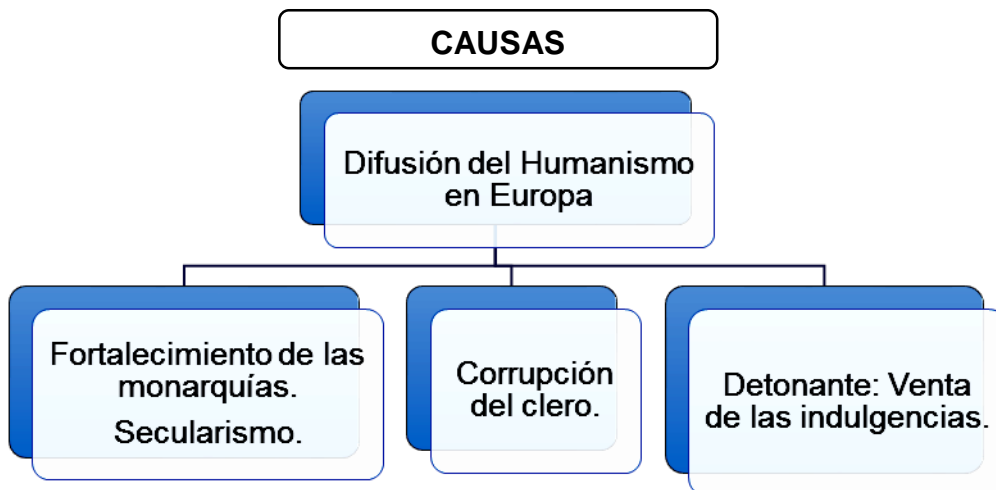 CAUSAS
Difusión del Humanismo
en Europa
Fortalecimiento de las
monarquías.
Secularismo.
Corrupción
del clero.
Detonante: Venta
de las indulgencias.